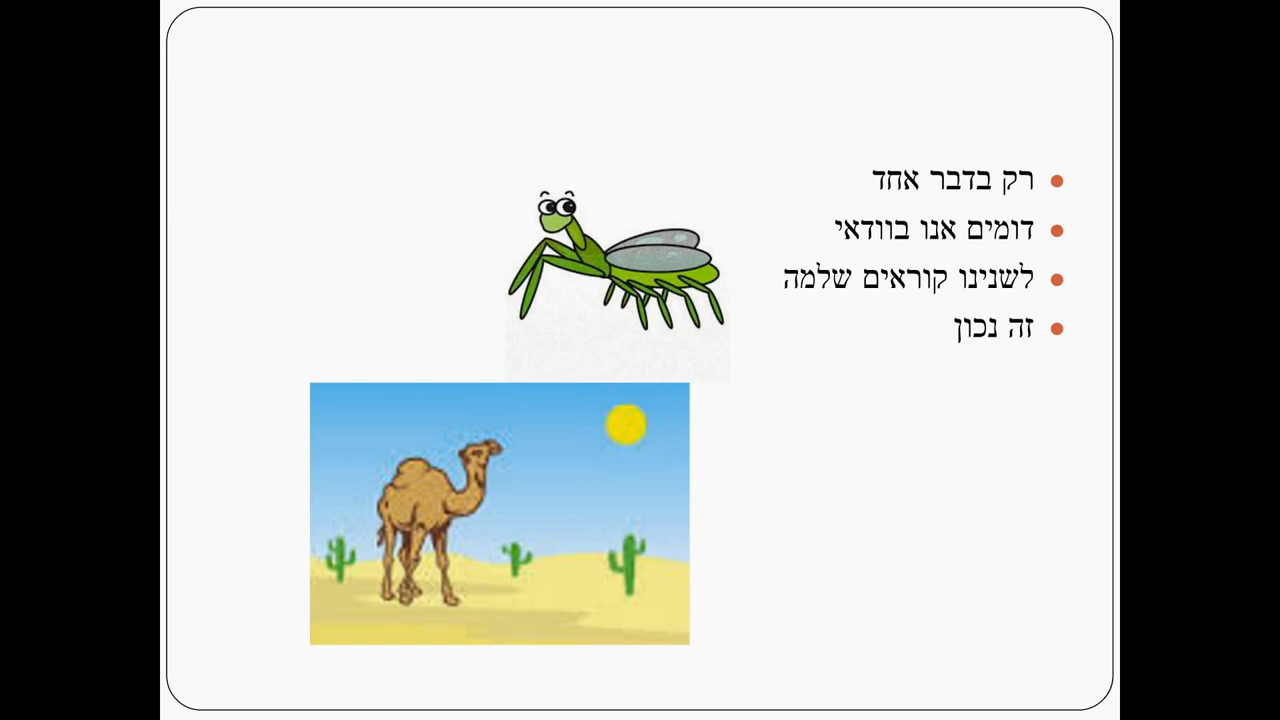 רק בדבר אחד
דומים אנו בוודאי
לשנינו קוראים שלמה
זה נכון